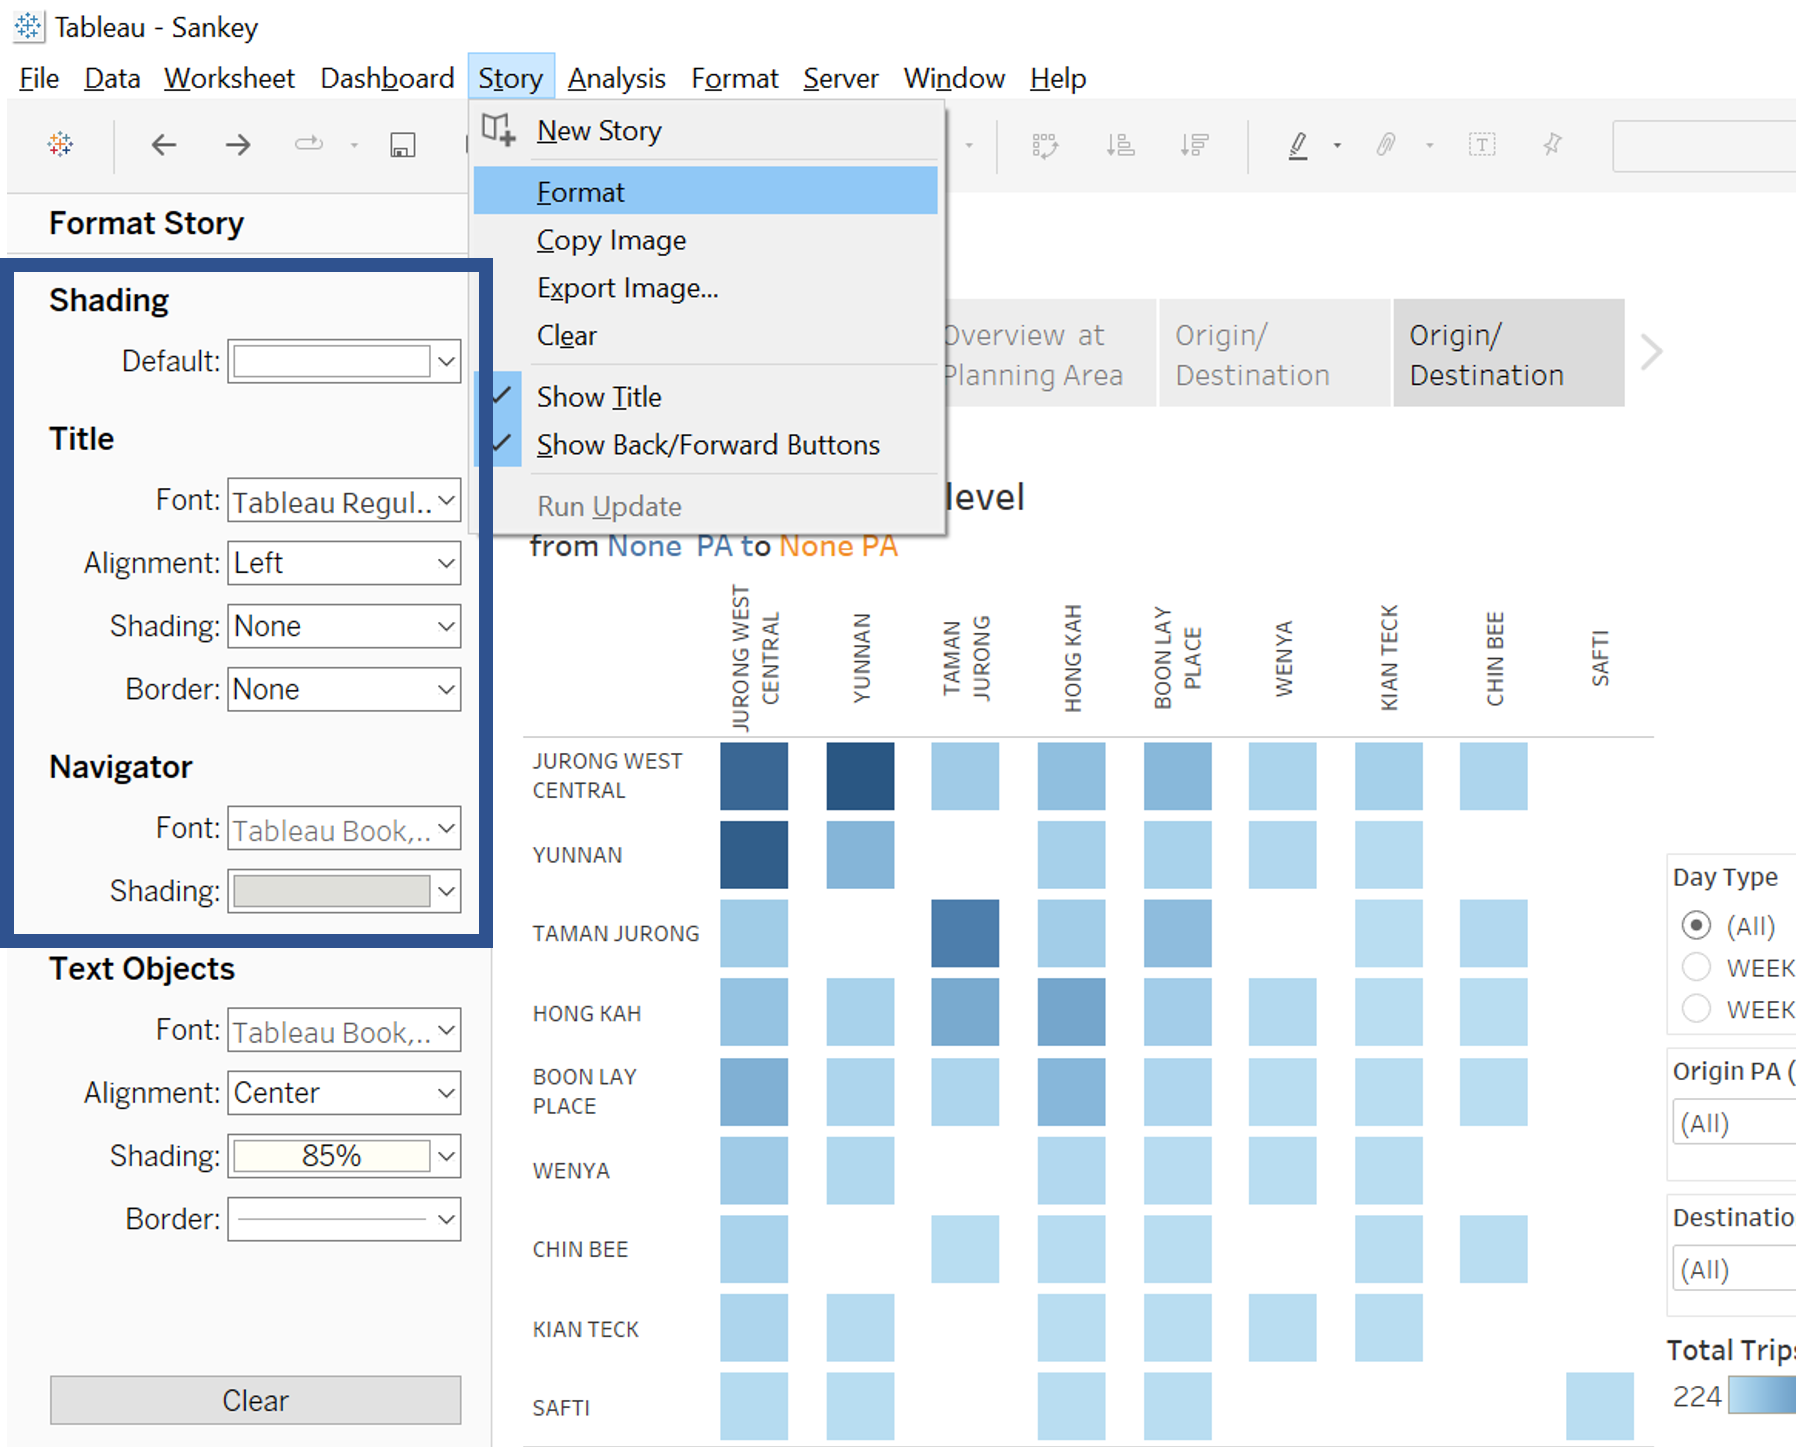 Tableau - Sankey
File Data Worksheet Dashboard Story Analysis Format Server Window Help
New Story
Format
Copy Image
Export Image...
Clear
Show Title
Show Back/Forward Buttons
Run Update
Format Story
Shading
Default:
Title
Font: Tableau Regul..
Alignment: Left
Shading: None
Border: None
Navigator
Font: Tableau Book,..
Shading:
Text Objects
Font: Tableau Book,..
Alignment: Center
Shading: 85%
Border:
Clear
Overview at
Planning Area
Origin/
Destination
Origin/
Destination
level
from None PA to None PA
JURONG WEST
CENTRAL
YUNNAN
TAMAN
JURONG
HONG KAH
BOON LAY
PLACE
WENYA
KIAN TECK
CHIN BEE
SAFTI
JURONG WEST
CENTRAL
YUNNAN
TAMAN JURONG
HONG KAH
BOON LAY
PLACE
WENYA
CHIN BEE
KIAN TECK
SAFTI
Day Type
(All)
WEEK
WEEK
Origin PA (
(All)
Destinatio
(All)
Total Trips
224